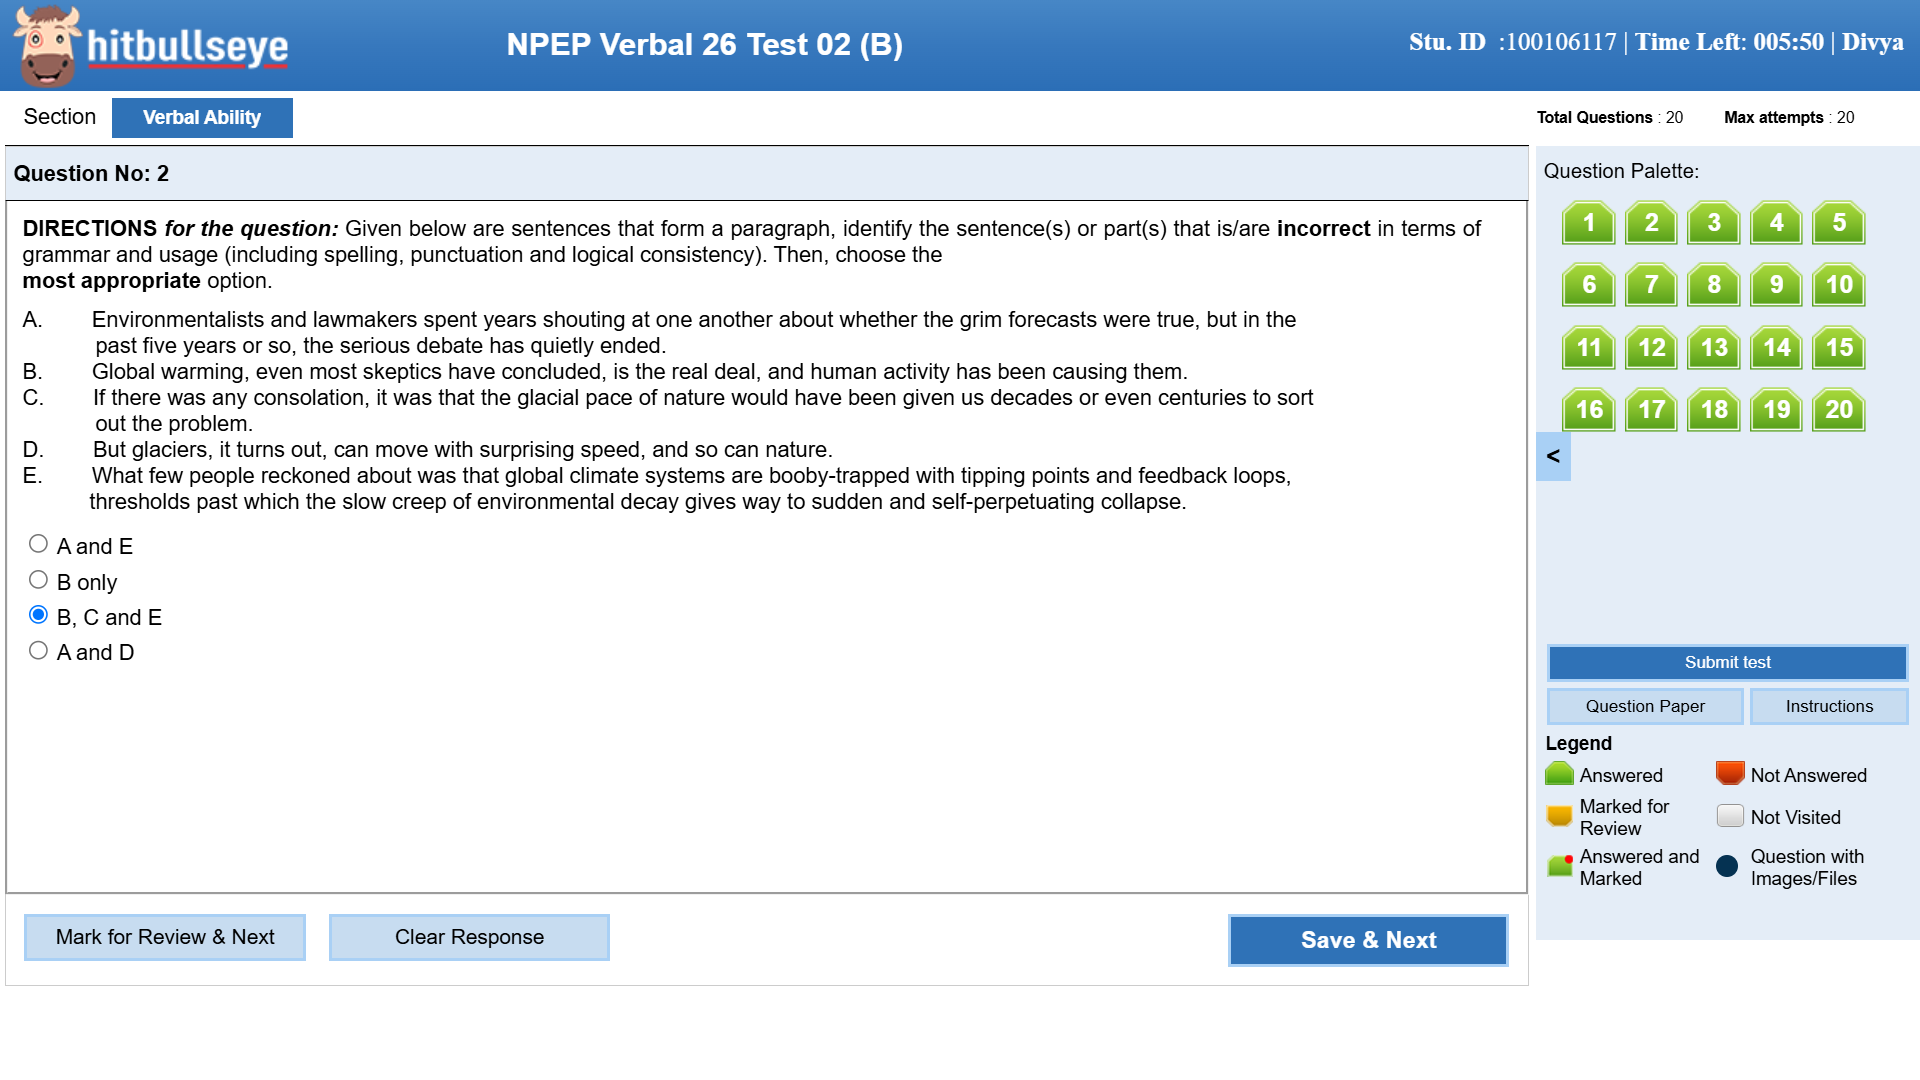 hitbullseye
NPEP Verbal 26 Test 02 (B)
Stu. ID :100106117 | Time Left: 005:50 | Divya
Section
Verbal Ability
Total Questions : 20
Max attempts : 20
Question No: 2
DIRECTIONS for the question: Given below are sentences that form a paragraph, identify the sentence(s) or part(s) that is/are incorrect in terms of
grammar and usage (including spelling, punctuation and logical consistency). Then, choose the
most appropriate option.
A. Environmentalists and lawmakers spent years shouting at one another about whether the grim forecasts were true, but in the
past five years or so, the serious debate has quietly ended.
B. Global warming, even most skeptics have concluded, is the real deal, and human activity has been causing them.
C. If there was any consolation, it was that the glacial pace of nature would have been given us decades or even centuries to sort
out the problem.
D. But glaciers, it turns out, can move with surprising speed, and so can nature.
E. What few people reckoned about was that global climate systems are booby-trapped with tipping points and feedback loops,
thresholds past which the slow creep of environmental decay gives way to sudden and self-perpetuating collapse.
A and E
B only
B, C and E
A and D
Mark for Review & Next
Clear Response
Save & Next
Question Palette:
1 2 3 4 5
6 7 8 9 10
11 12 13 14 15
16 17 18 19 20
<
Submit test
Question Paper
Instructions
Legend
Answered
Not Answered
Marked for
Review
Not Visited
Answered and
Marked
Question with
Images/Files